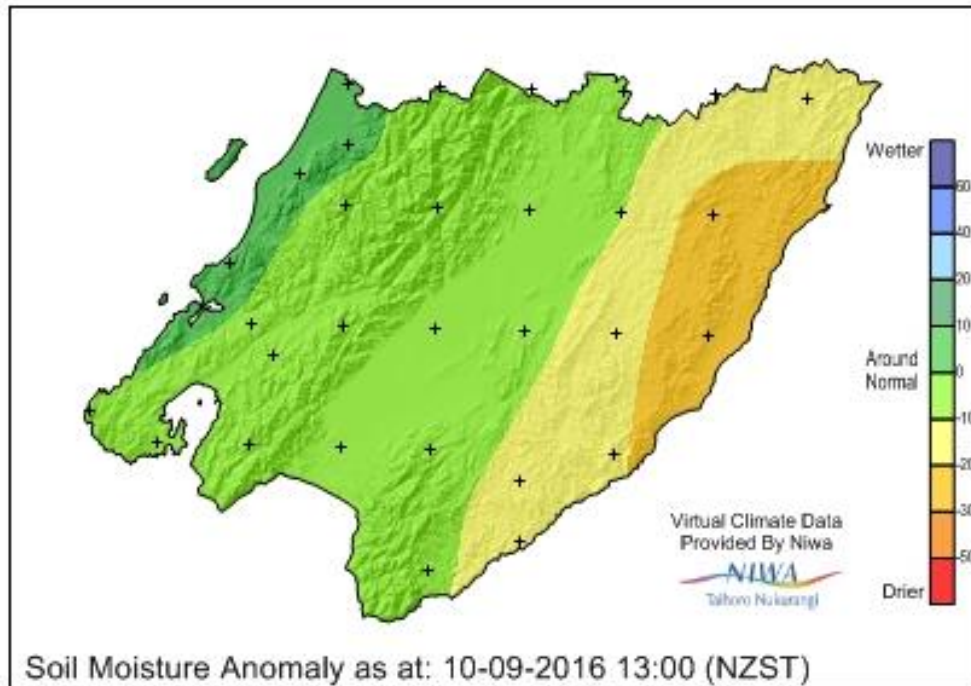 Wetter
60
40
20
10
Around
Normal
0
-10
-20
-30
-50
Drier
Virtual Climate Data
Provided By Niwa
NIWA
Taihoro Nukurangi
Soil Moisture Anomaly as at: 10-09-2016 13:00 (NZST)